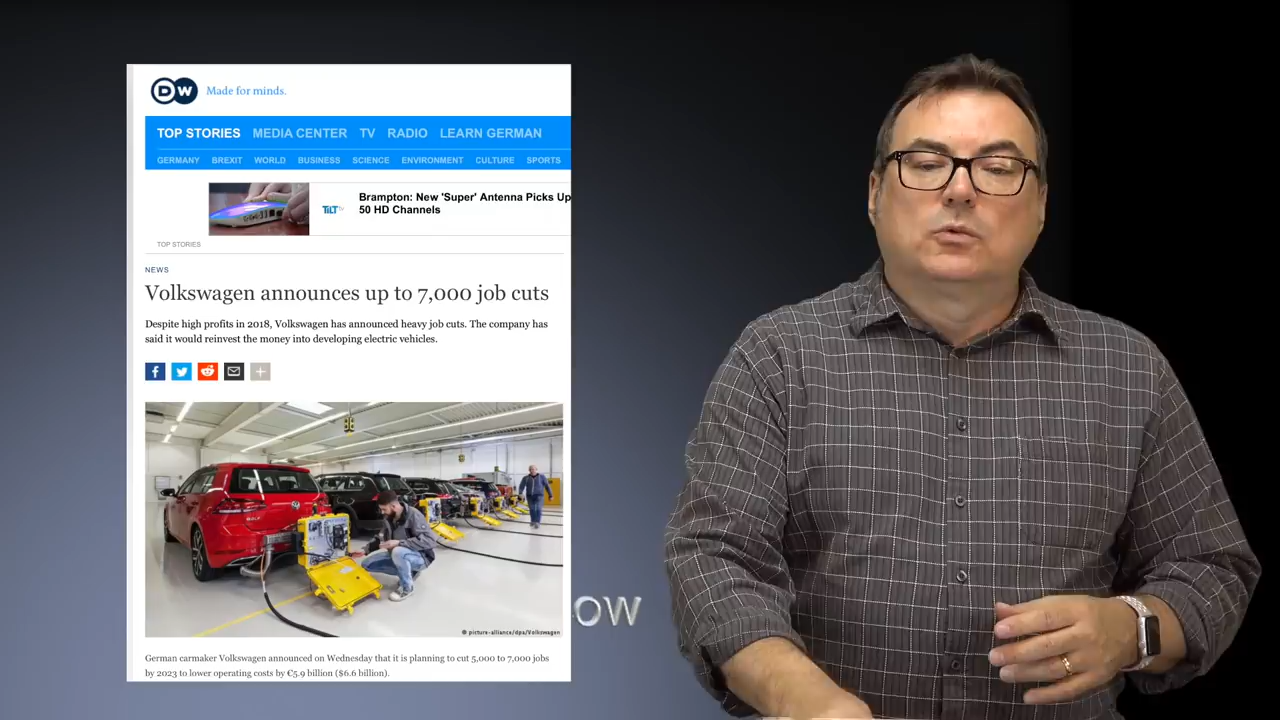 DW Made for minds.
TOP STORIES MEDIA CENTER TV RADIO LEARN GERMAN
GERMANY BREXIT WORLD BUSINESS SCIENCE ENVIRONMENT CULTURE SPORTS
TiLT
Brampton: New 'Super' Antenna Picks Up
50 HD Channels
TOP STORIES
NEWS
Volkswagen announces up to 7,000 job cuts
Despite high profits in 2018, Volkswagen has announced heavy job cuts. The company has
said it would reinvest the money into developing electric vehicles.
GOLF
© picture-alliance/dpa/Volkswagen
German carmaker Volkswagen announced on Wednesday that it is planning to cut 5,000 to 7,000 jobs
by 2023 to lower operating costs by €5.9 billion ($6.6 billion).
OW